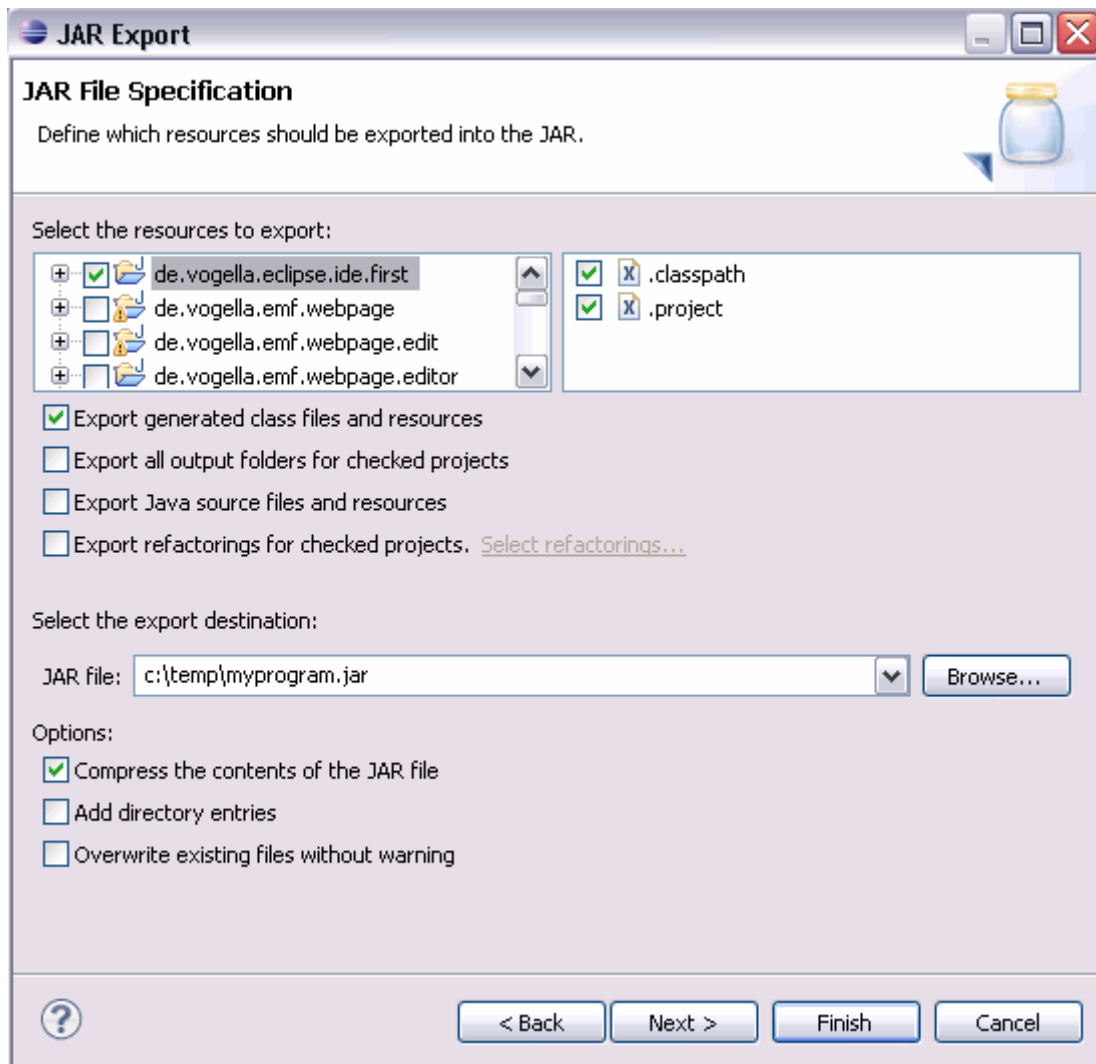 JAR Export
JAR File Specification
Define which resources should be exported into the JAR.
Select the resources to export:
de.vogella.eclipse.ide.first
de.vogella.emf.webpage
de.vogella.emf.webpage.edit
de.vogella.emf.webpage.editor
.classpath
.project
Export generated class files and resources
Export all output folders for checked projects
Export Java source files and resources
Export refactorings for checked projects. Select refactorings...
Select the export destination:
JAR file: c:\temp\myprogram.jar Browse...
Options:
Compress the contents of the JAR file
Add directory entries
Overwrite existing files without warning
< Back Next > Finish Cancel